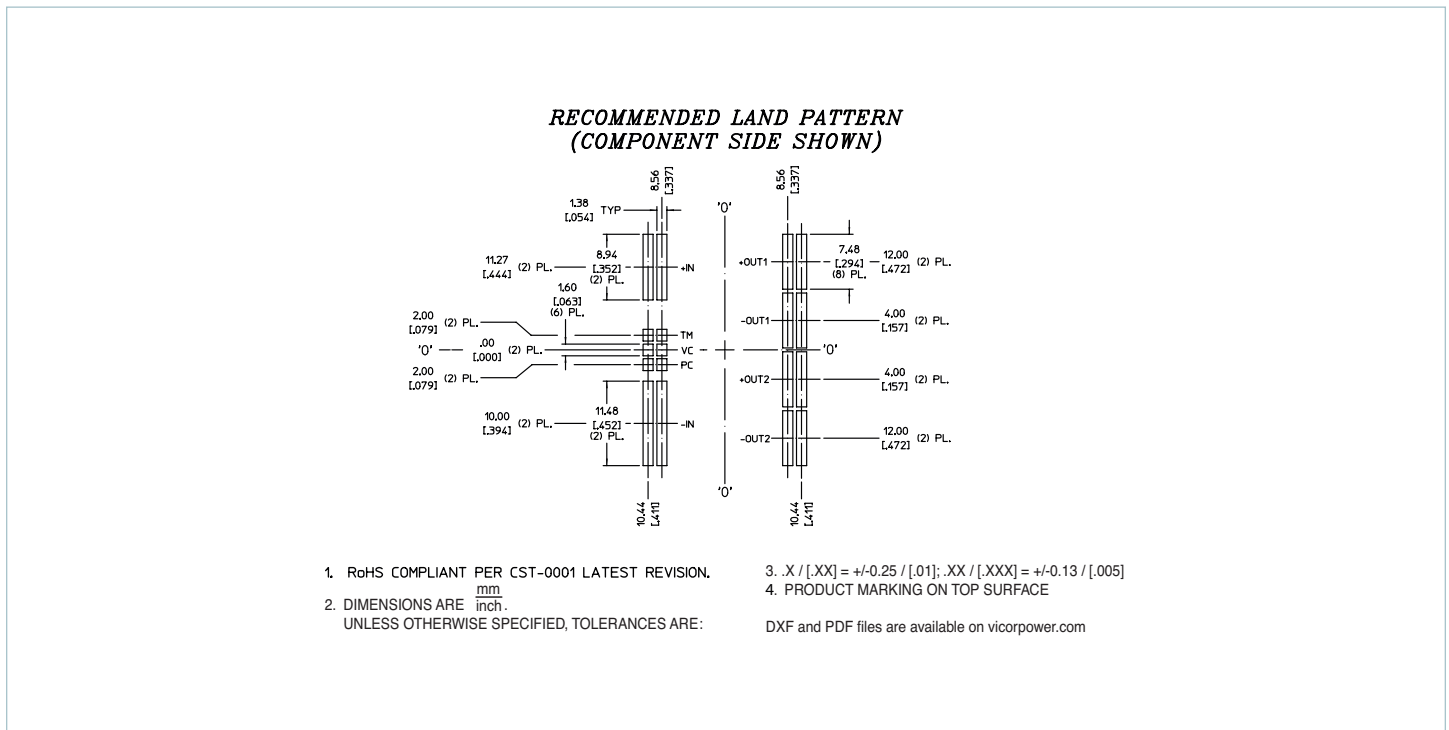 RECOMMENDED LAND PATTERN
(COMPONENT SIDE SHOWN)
8.56
[.337]
8.56
[.337]
1.38
[.054]
TYP
'0'
11.27
[.444]
(2) PL.
8.94
[.352]
(2) PL.
+IN
+OUT1
7.48
[.294]
(8) PL.
12.00
[.472]
(2) PL.
1.60
[.063]
(6) PL.
2.00
[.079]
(2) PL.
TM
-OUT1
4.00
[.157]
(2) PL.
'0'
.00
[.000]
(2) PL.
VC
'0'
2.00
[.079]
(2) PL.
PC
+OUT2
4.00
[.157]
(2) PL.
10.00
[.394]
(2) PL.
11.48
[.452]
(2) PL.
-IN
-OUT2
12.00
[.472]
(2) PL.
'0'
10.44
[.411]
10.44
[.411]
1. RoHS COMPLIANT PER CST-0001 LATEST REVISION.
2. DIMENSIONS ARE mm
inch.
UNLESS OTHERWISE SPECIFIED, TOLERANCES ARE:
3. .X / [.XX] = +/-0.25 / [.01]; .XX / [.XXX] = +/-0.13 / [.005]
4. PRODUCT MARKING ON TOP SURFACE
DXF and PDF files are available on vicorpower.com